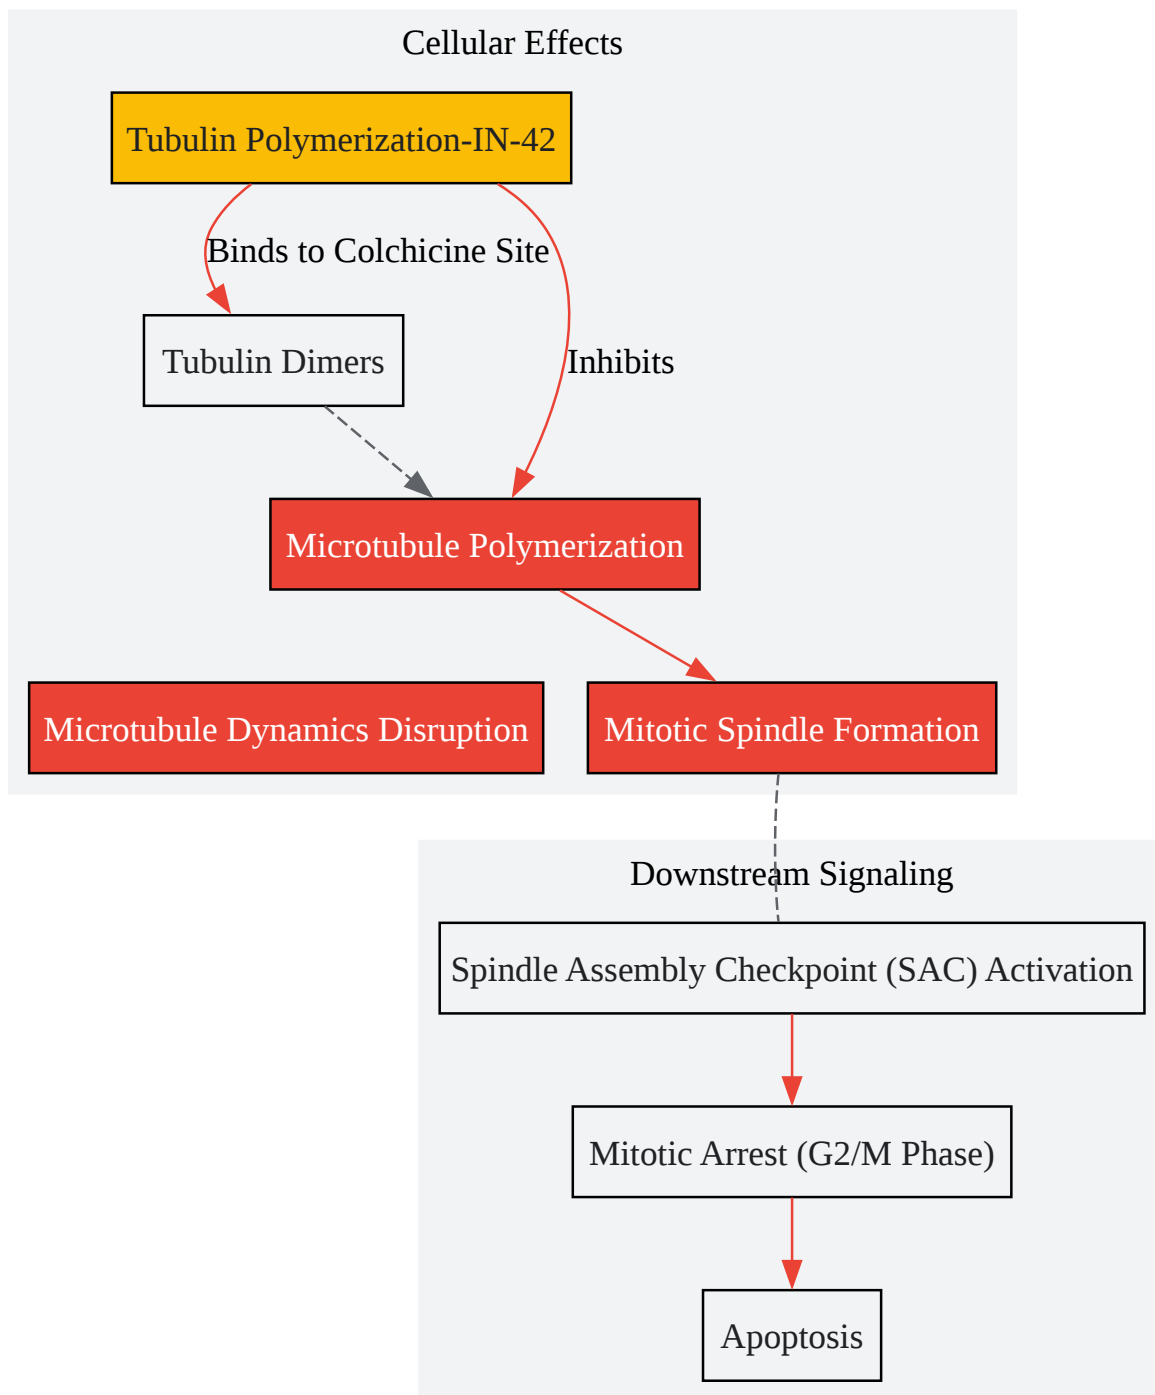 Cellular Effects
Tubulin Polymerization-IN-42
Binds to Colchicine Site
Tubulin Dimers
Inhibits
Microtubule Polymerization
Microtubule Dynamics Disruption
Mitotic Spindle Formation
Downstream Signaling
Spindle Assembly Checkpoint (SAC) Activation
Mitotic Arrest (G2/M Phase)
Apoptosis